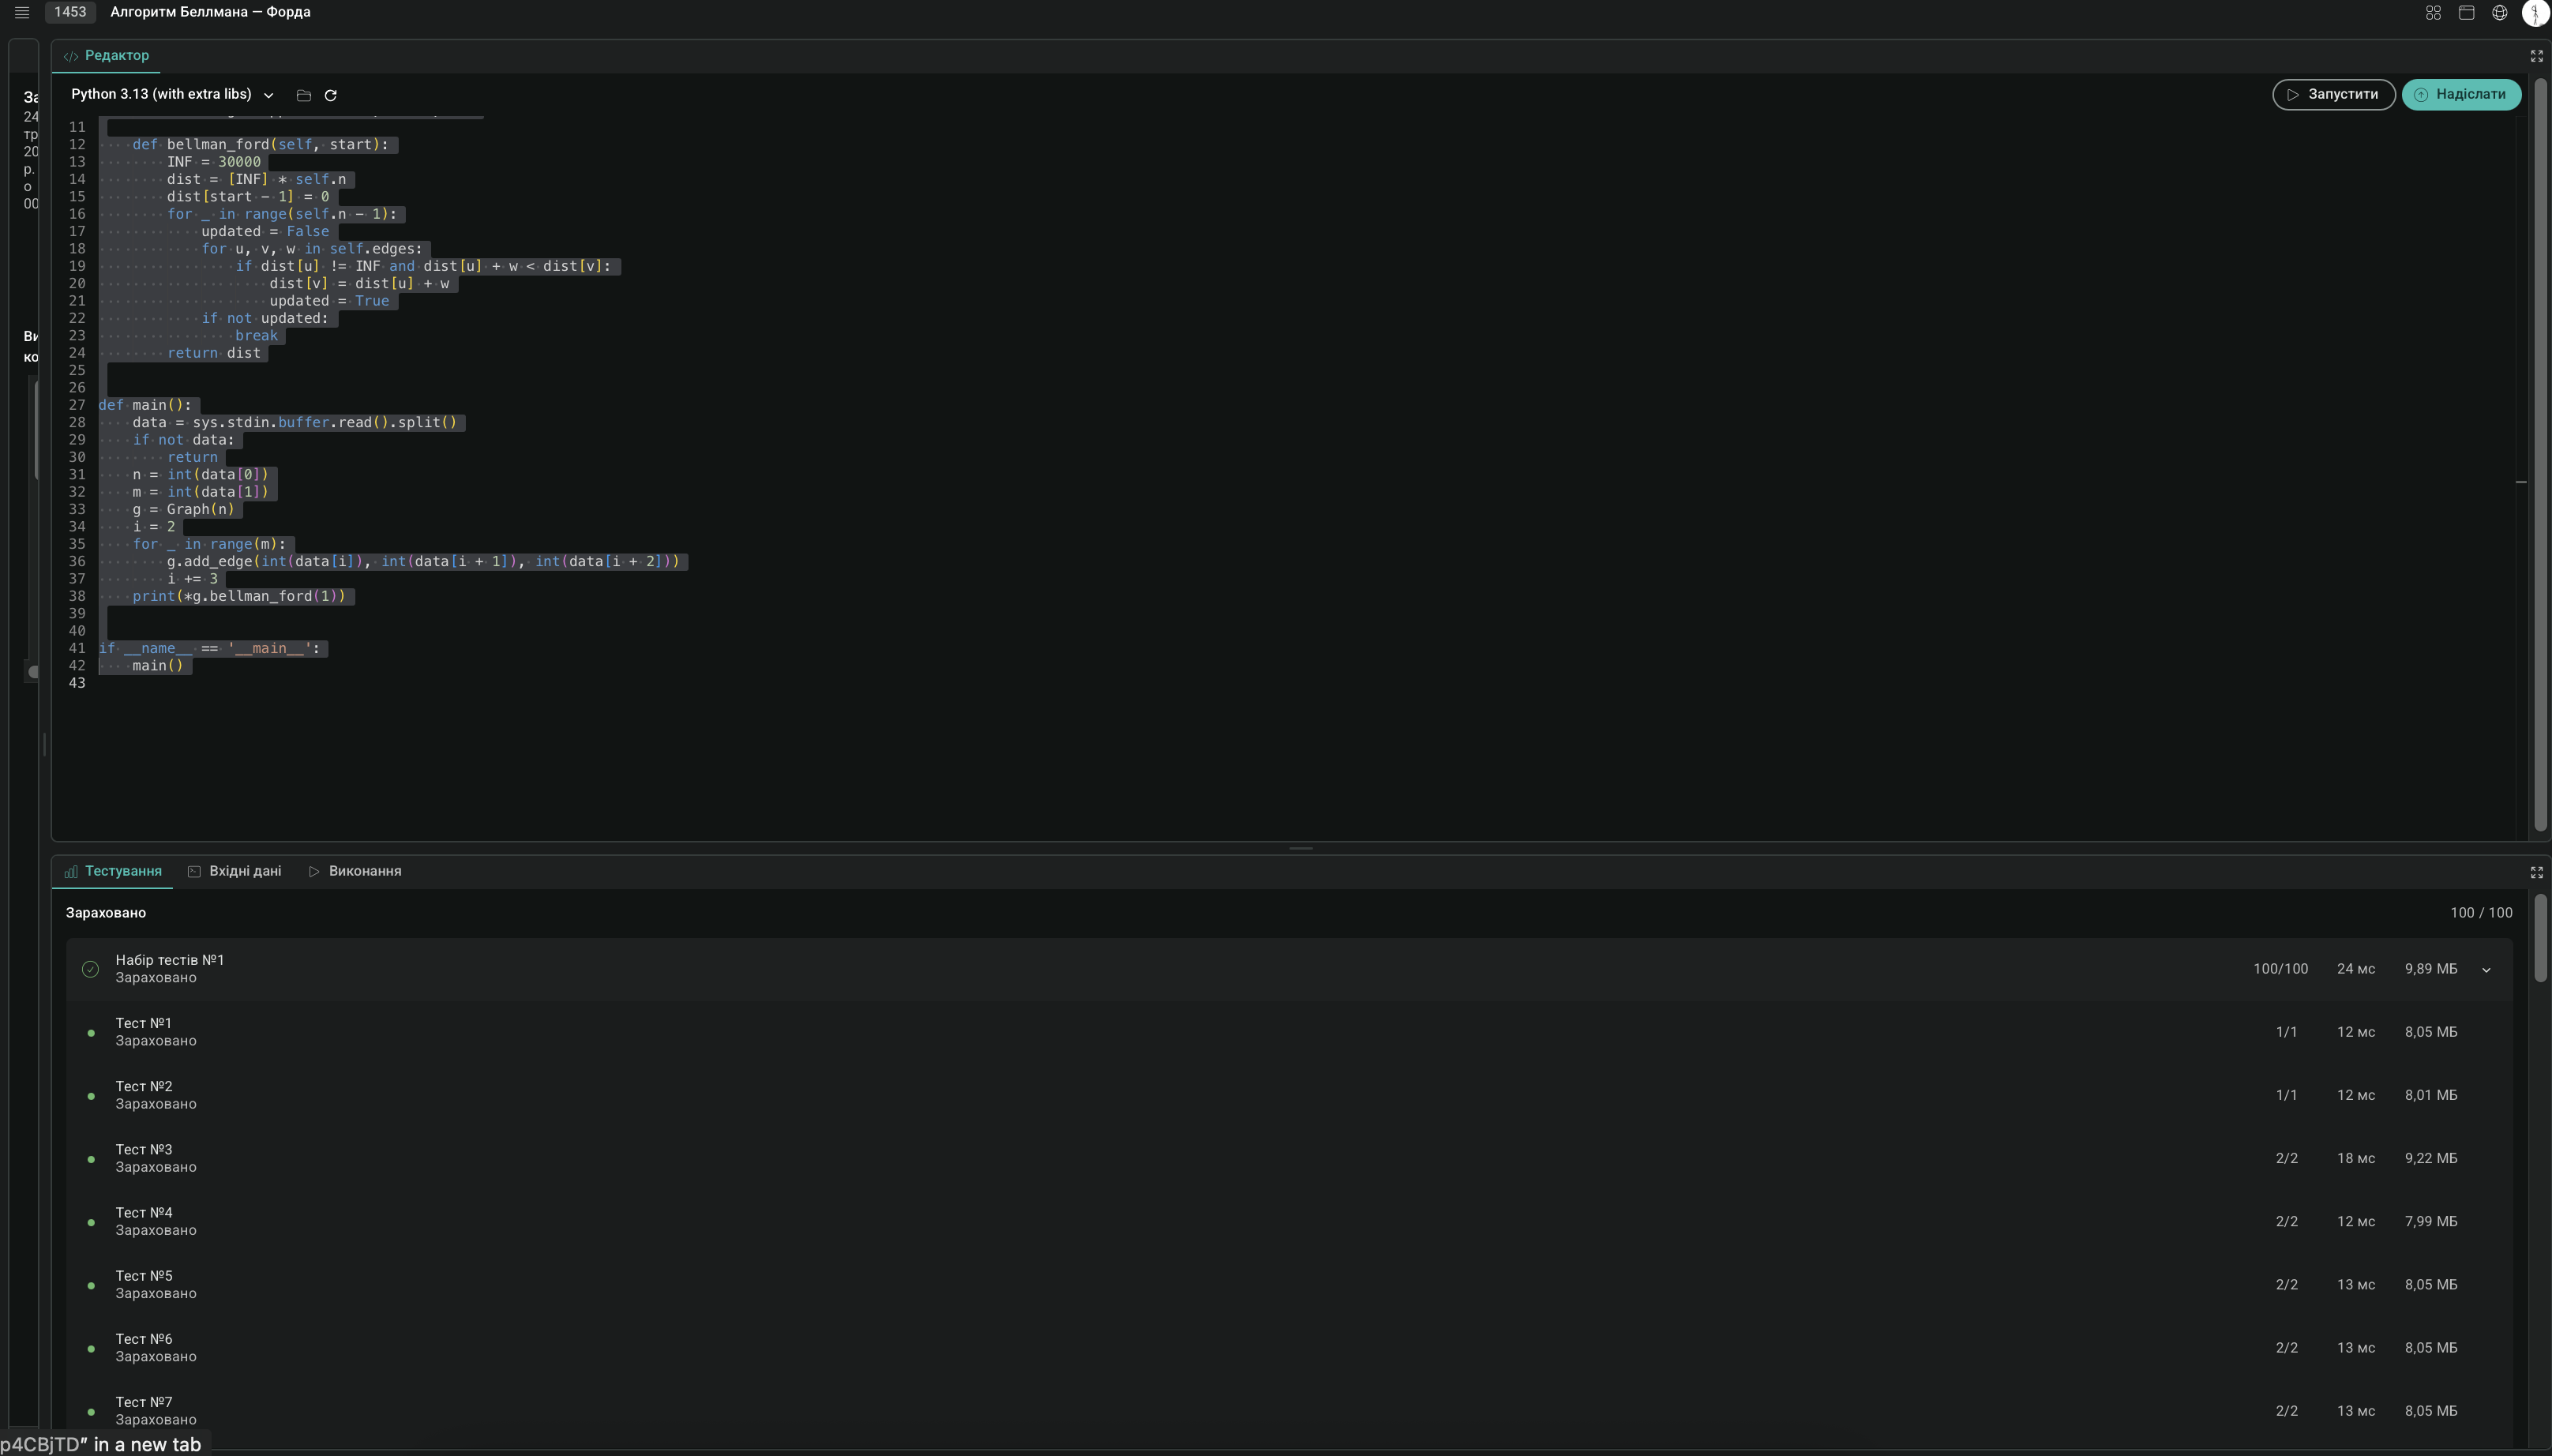 1453 Алгоритм Беллмана — Форда
Редактор
Python 3.13 (with extra libs)
Запустити
Надіслати
За
24
тр
20
р.
о
00
Ви
ко
11
12 def bellman_ford(self, start):
13 INF = 30000
14 dist = [INF] * self.n
15 dist[start - 1] = 0
16 for _ in range(self.n - 1):
17 updated = False
18 for u, v, w in self.edges:
19 if dist[u] != INF and dist[u] + w < dist[v]:
20 dist[v] = dist[u] + w
21 updated = True
22 if not updated:
23 break
24 return dist
25
26
27 def main():
28 data = sys.stdin.buffer.read().split()
29 if not data:
30 return
31 n = int(data[0])
32 m = int(data[1])
33 g = Graph(n)
34 i = 2
35 for _ in range(m):
36 g.add_edge(int(data[i]), int(data[i + 1]), int(data[i + 2]))
37 i += 3
38 print(*g.bellman_ford(1))
39
40
41 if __name__ == '__main__':
42 main()
43
Тестування Вхідні дані Виконання
Зараховано 100 / 100
Набір тестів №1
Зараховано
100/100 24 мс 9,89 МБ
Тест №1
Зараховано
1/1 12 мс 8,05 МБ
Тест №2
Зараховано
1/1 12 мс 8,01 МБ
Тест №3
Зараховано
2/2 18 мс 9,22 МБ
Тест №4
Зараховано
2/2 12 мс 7,99 МБ
Тест №5
Зараховано
2/2 13 мс 8,05 МБ
Тест №6
Зараховано
2/2 13 мс 8,05 МБ
Тест №7
Зараховано
2/2 13 мс 8,05 МБ
p4CBjTD" in a new tab